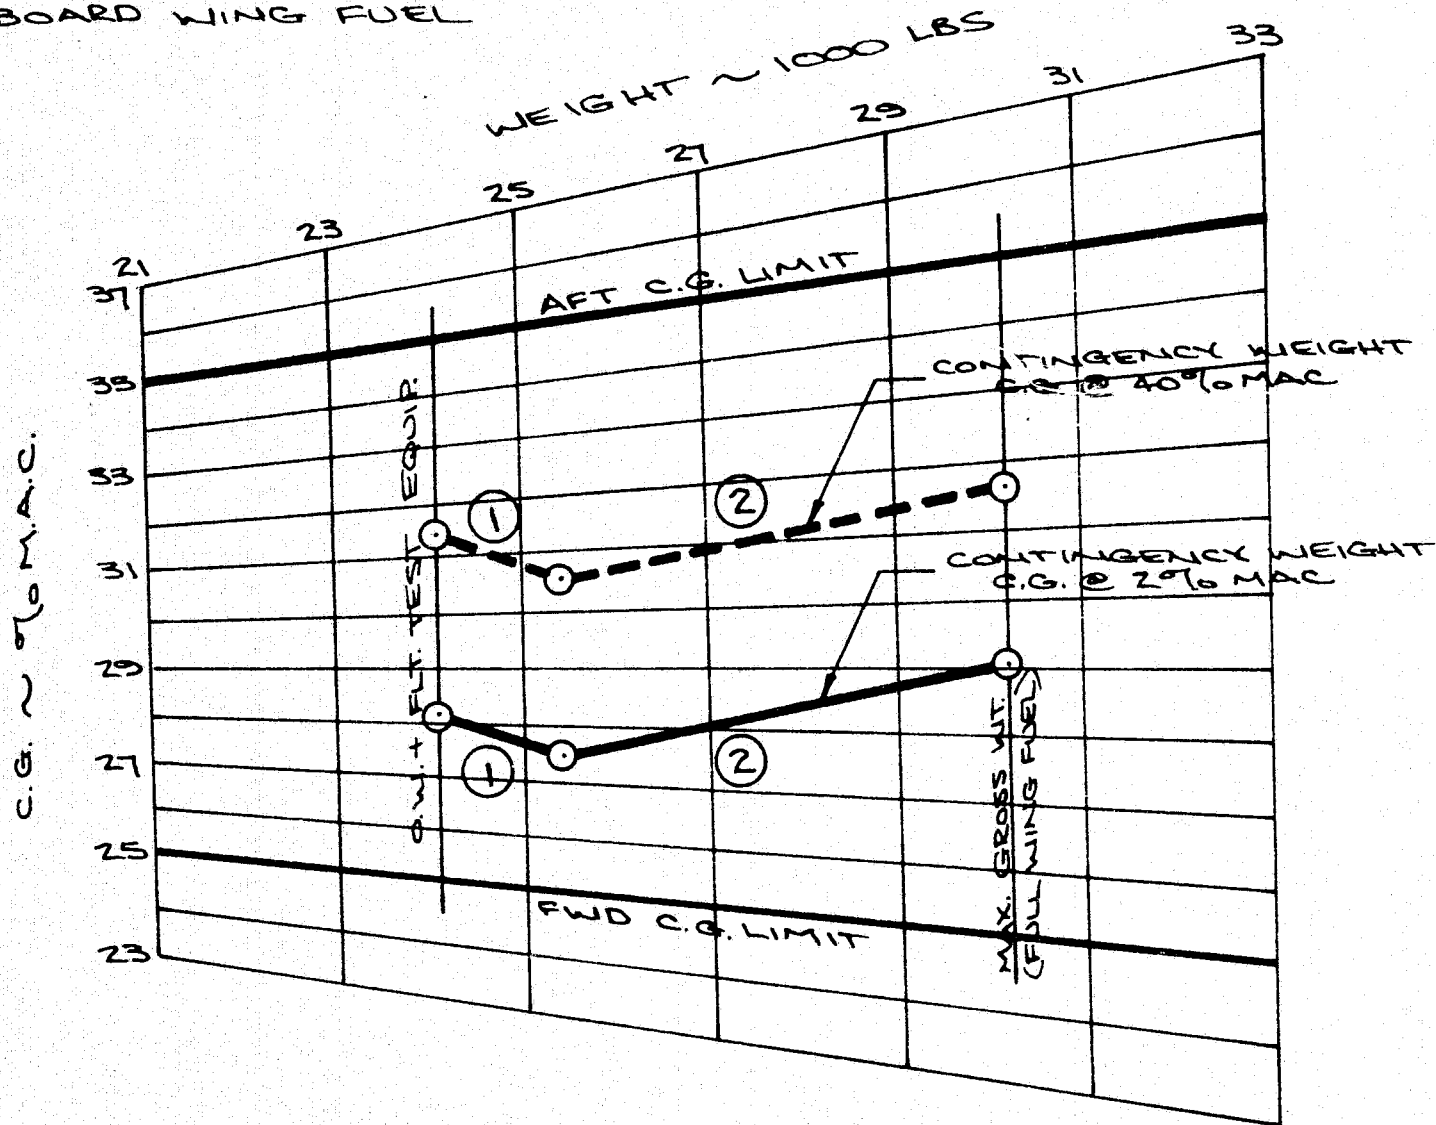 BOARD WING FUEL
WEIGHT ~ 1000 LBS
21
23
25
27
29
31
33
37
35
33
31
29
27
25
23
C.G. ~ % M.A.C.
AFT C.G. LIMIT
CONTINGENCY WEIGHT
C.G. @ 40% MAC
O.W. + FLT. TEST EQUIP.
1
2
CONTINGENCY WEIGHT
C.G. @ 2% MAC
1
2
MAX. GROSS WT.
(FULL WING FUEL)
FWD C.G. LIMIT